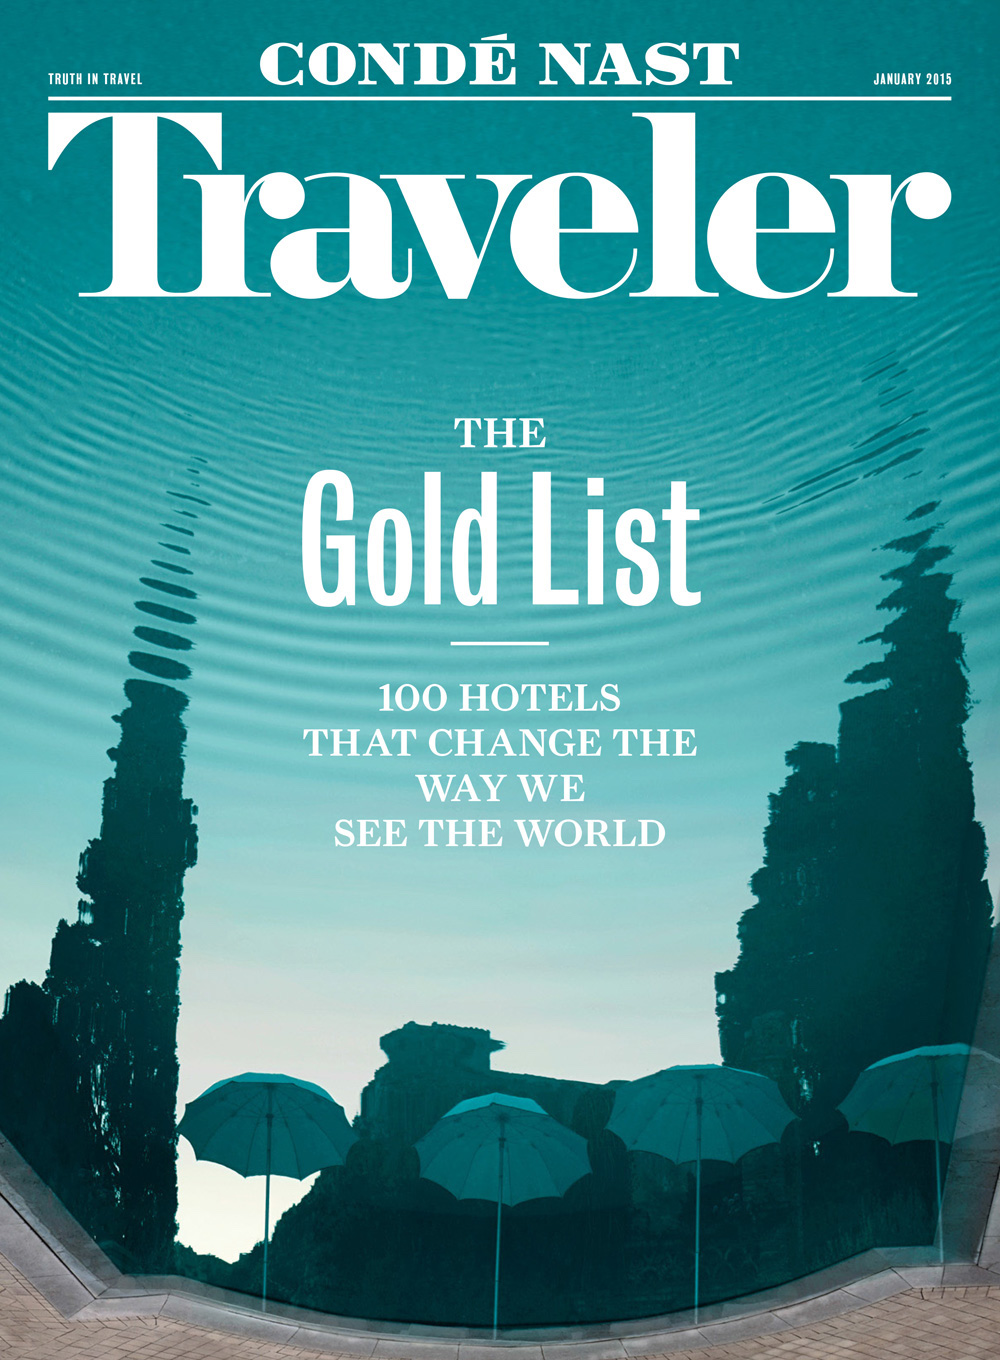 CONDÉ NAST
TRUTH IN TRAVEL
JANUARY 2015
Traveler
THE
Gold List
100 HOTELS
THAT CHANGE THE
WAY WE
SEE THE WORLD